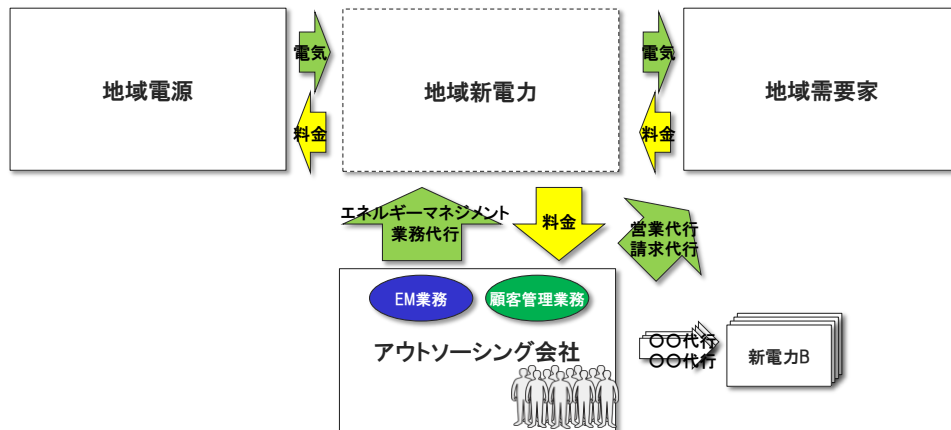 電気
電気
地域電源
地域新電力
地域需要家
料金
料金
エネルギーマネジメント
業務代行
料金
営業代行
請求代行
EM業務
顧客管理業務
アウトソーシング会社
〇〇代行
〇〇代行
新電力B